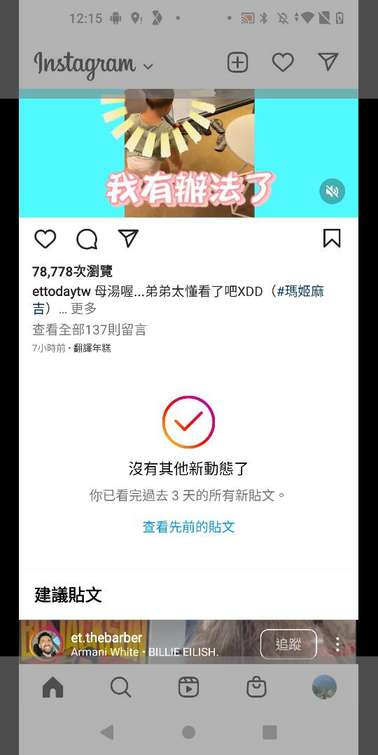 12:15
Instagram
我有辦法了
78,778次瀏覽
ettodaytw 母湯喔...弟弟太懂看了吧XDD（#瑪姬麻
吉）... 更多
查看全部137則留言
7小時前・翻譯年糕
沒有其他新動態了
你已看完過去 3 天的所有新貼文。
查看先前的貼文
建議貼文
et.thebarber
Armani White • BILLIE EILISH.
追蹤